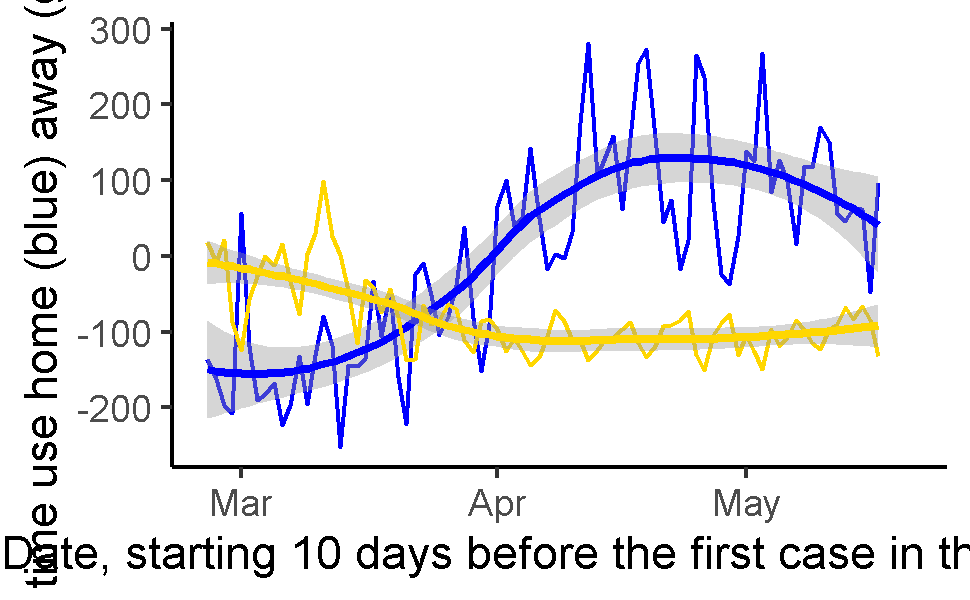 time use home (blue) away (
300
200
100
0
-100
-200
Mar
Apr
May
Date, starting 10 days before the first case in th